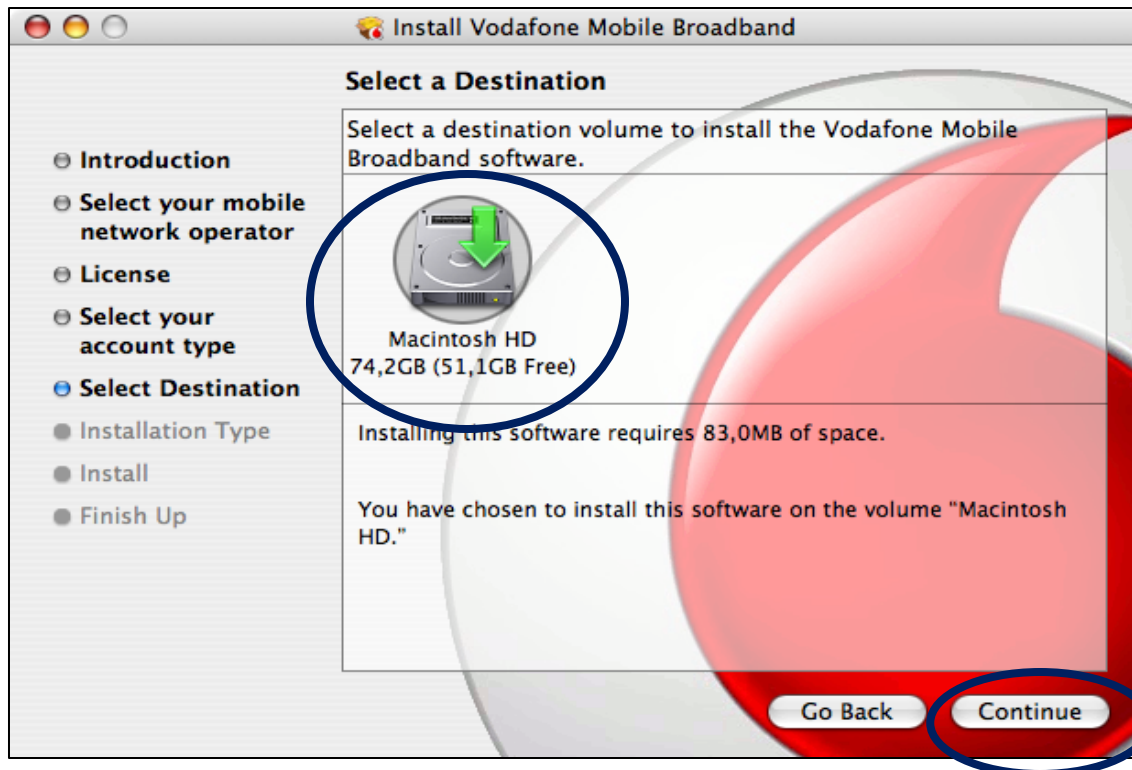 Install Vodafone Mobile Broadband
Select a Destination
Introduction
Select your mobile
network operator
License
Select your
account type
Select Destination
Installation Type
Install
Finish Up
Select a destination volume to install the Vodafone Mobile
Broadband software.
Macintosh HD
74,2GB (51,1GB Free)
Installing this software requires 83,0MB of space.
You have chosen to install this software on the volume “Macintosh
HD.”
Go Back
Continue